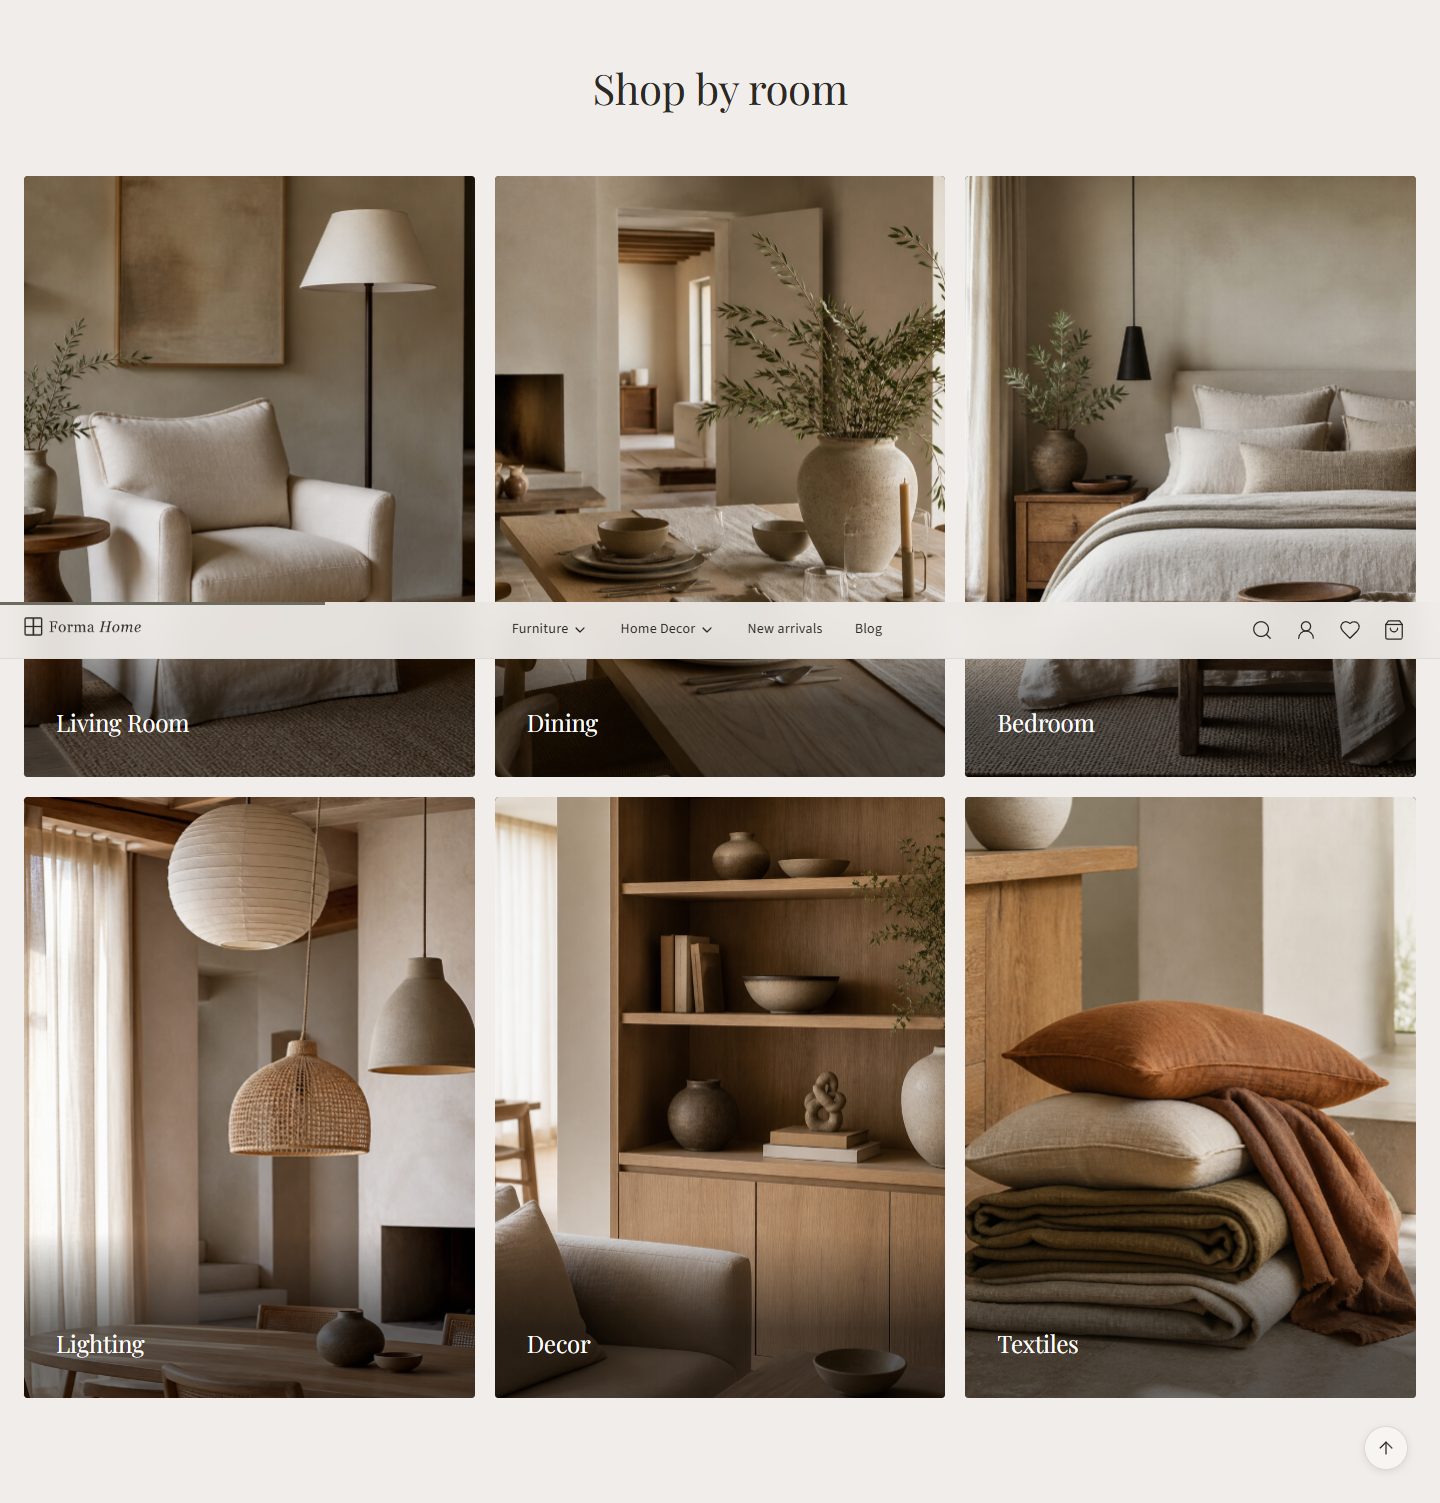 Shop by room
Forma Home
Furniture
Home Decor
New arrivals
Blog
Living Room
Dining
Bedroom
Lighting
Decor
Textiles